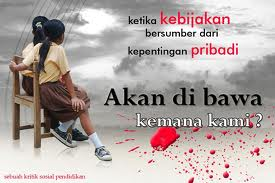 ketika kebijakan
bersumber dari
kepentingan pribadi
Akan di bawa
kemana kami ?
sebuah kritik sosial pendidikan